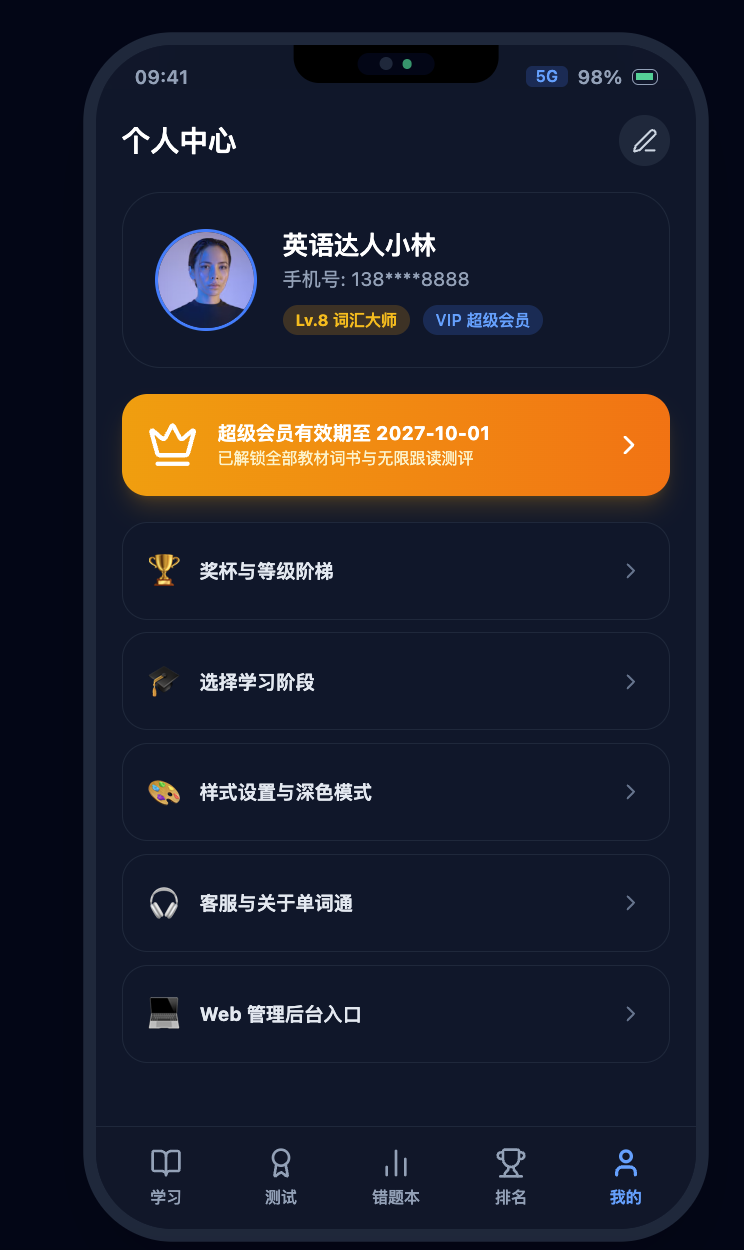 09:41
5G 98%
个人中心
英语达人小林
手机号: 138****8888
Lv.8 词汇大师
VIP 超级会员
超级会员有效期至 2027-10-01
已解锁全部教材词书与无限跟读测评
奖杯与等级阶梯
选择学习阶段
样式设置与深色模式
客服与关于单词通
Web 管理后台入口
学习
测试
错题本
排名
我的